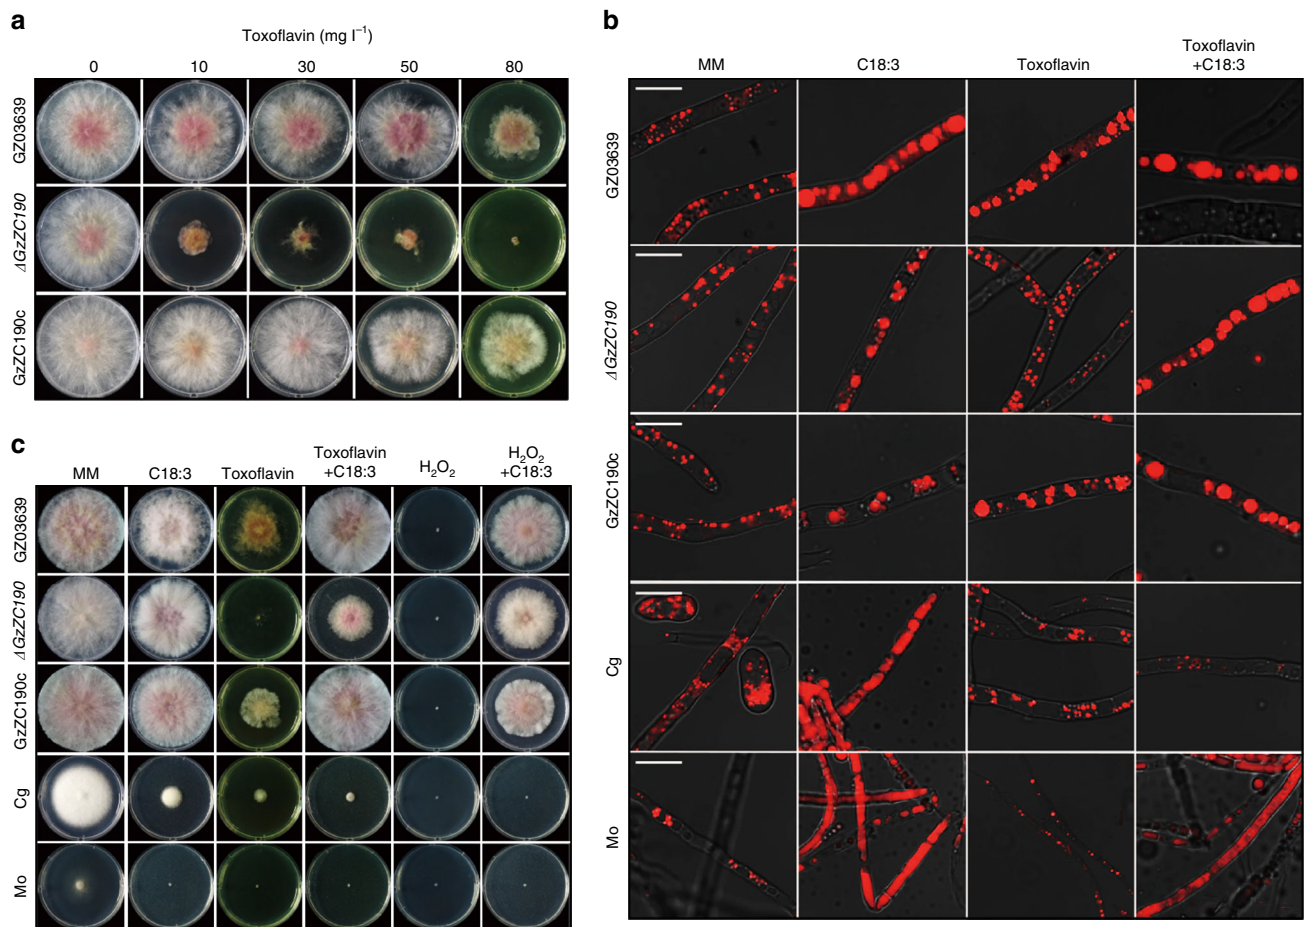 a
Toxoflavin (mg l⁻¹)
0 10 30 50 80
GZ03639
ΔGzZC190
GzZC190c
b
MM C18:3 Toxoflavin Toxoflavin
+C18:3
GZ03639
ΔGzZC190
GzZC190c
Cg
Mo
c
MM C18:3 Toxoflavin Toxoflavin
+C18:3 H₂O₂ H₂O₂
+C18:3
GZ03639
ΔGzZC190
GzZC190c
Cg
Mo